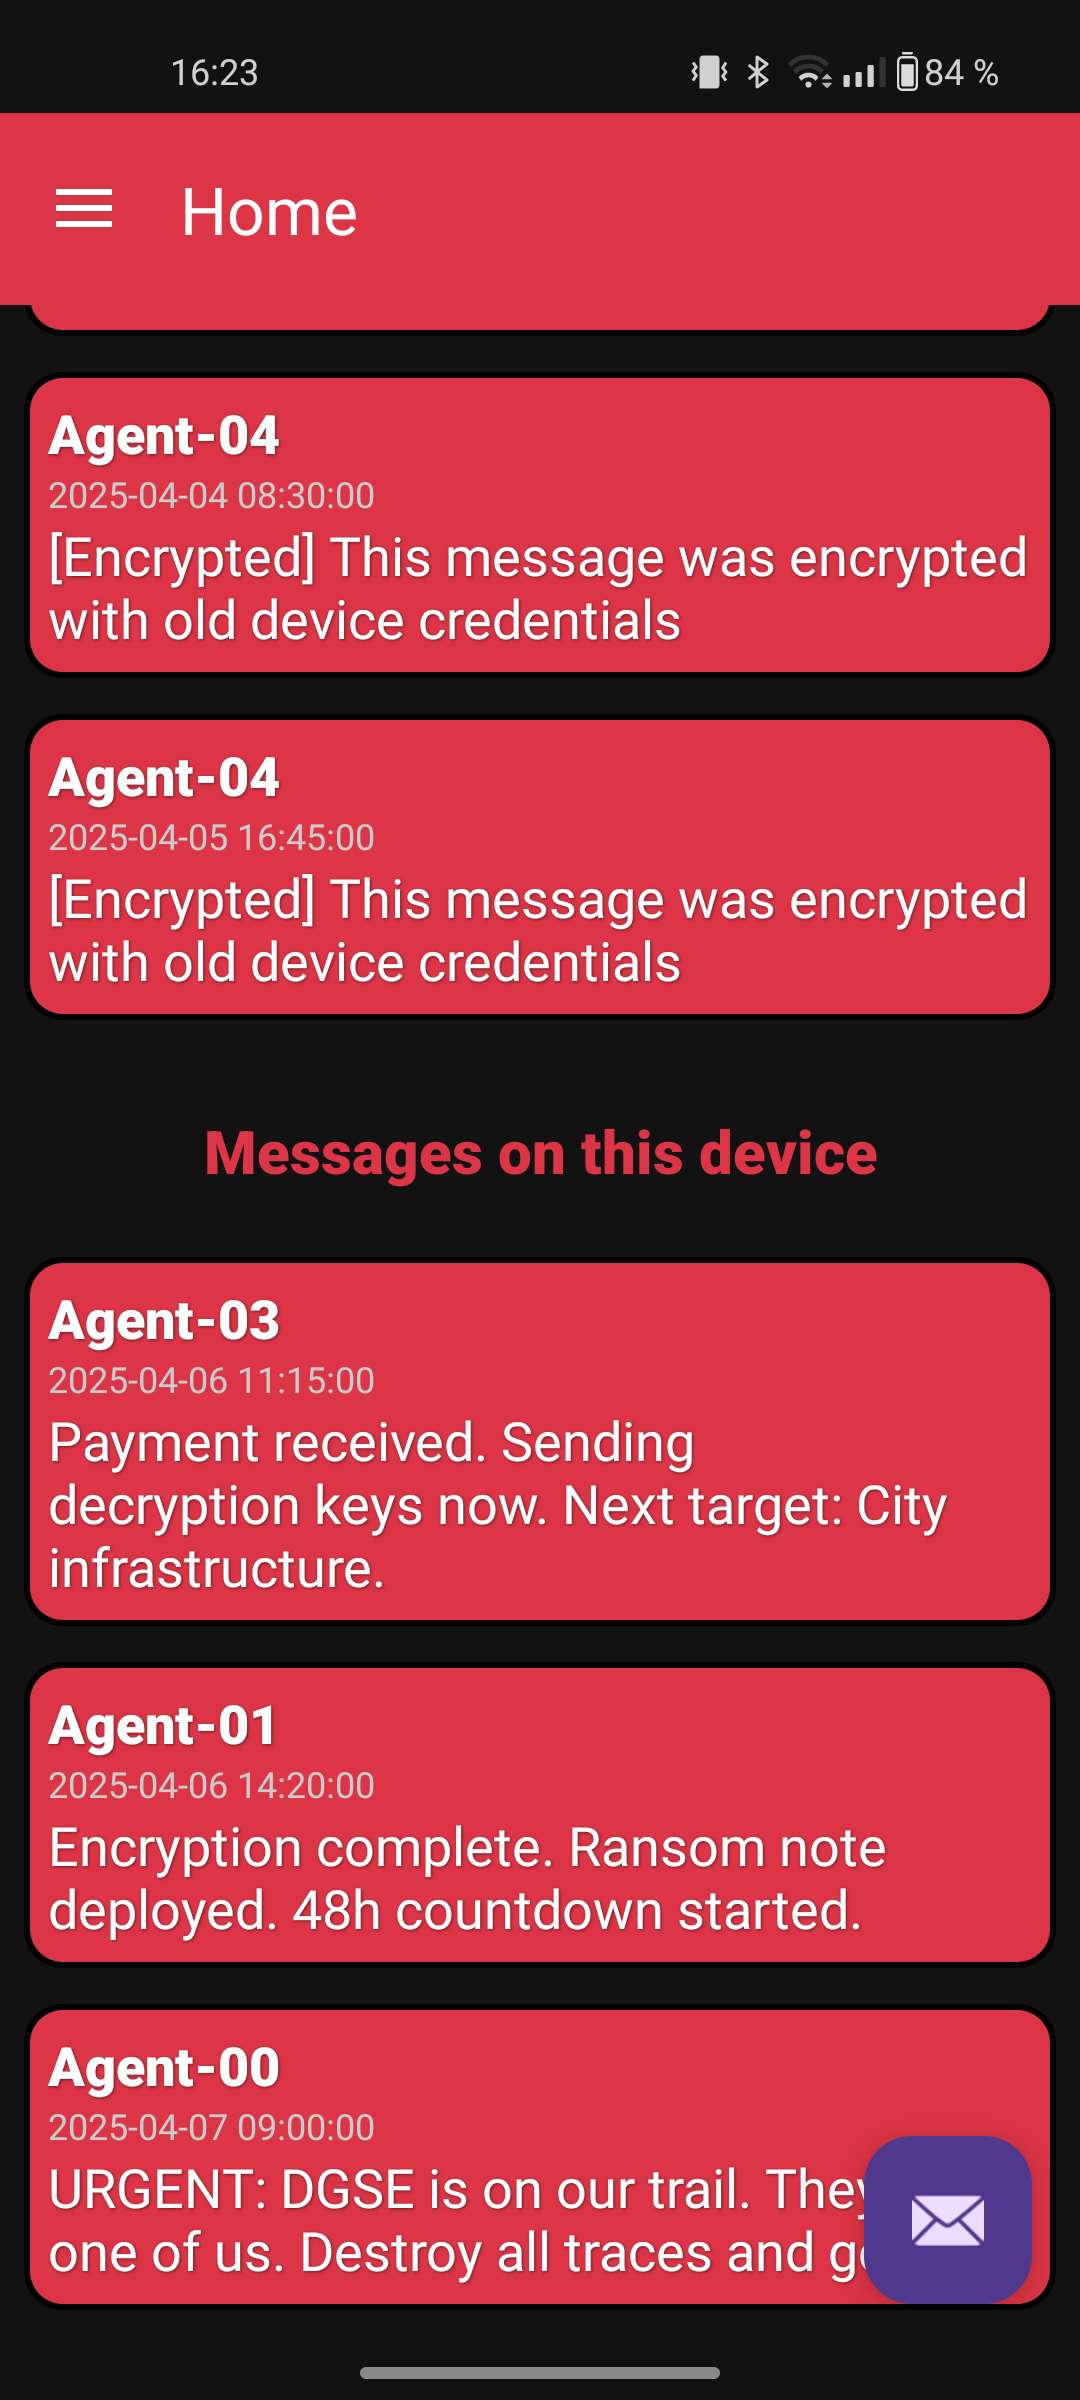 16:23
84 %
Home
Agent-04
2025-04-04 08:30:00
[Encrypted] This message was encrypted
with old device credentials
Agent-04
2025-04-05 16:45:00
[Encrypted] This message was encrypted
with old device credentials
Messages on this device
Agent-03
2025-04-06 11:15:00
Payment received. Sending
decryption keys now. Next target: City
infrastructure.
Agent-01
2025-04-06 14:20:00
Encryption complete. Ransom note
deployed. 48h countdown started.
Agent-00
2025-04-07 09:00:00
URGENT: DGSE is on our trail. They
one of us. Destroy all traces and